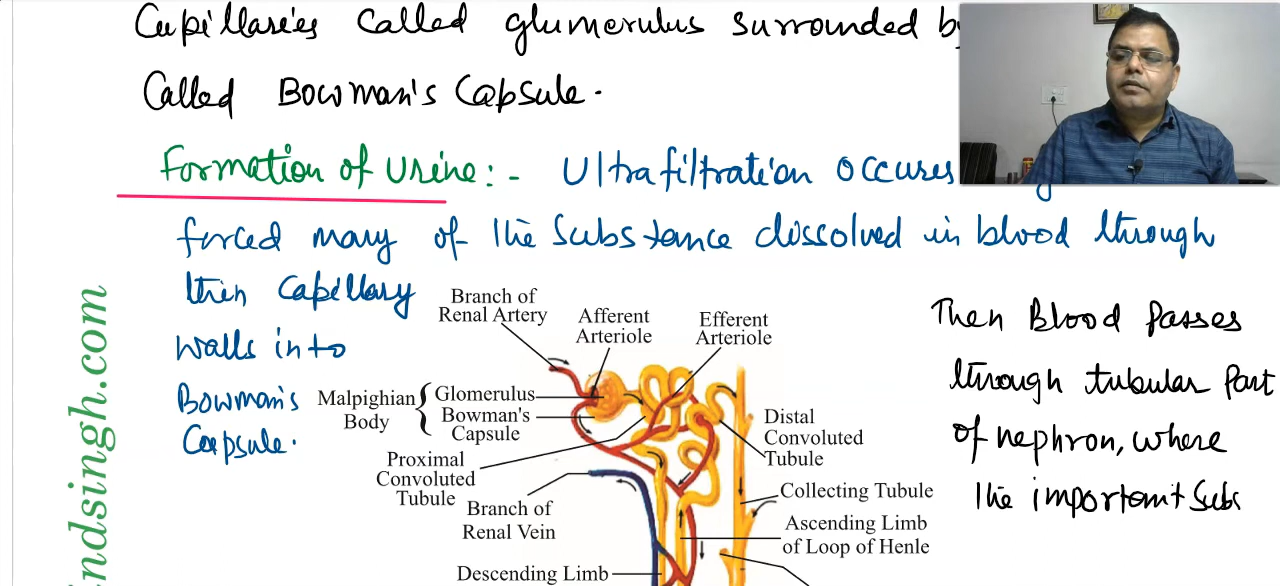 Capillaries called glumerulus surrounded by
Called Bowman's Capsule.
Formation of Urine:- Ultrafiltration occures
forced many of the Substance dissolved in blood through
thin capillary
walls into
Bowman's
Capsule.
Branch of
Renal Artery
Afferent
Arteriole
Efferent
Arteriole
Malpighian
Body
Glomerulus
Bowman's
Capsule
Proximal
Convoluted
Tubule
Branch of
Renal Vein
Descending Limb
Distal
Convoluted
Tubule
Collecting Tubule
Ascending Limb
of Loop of Henle
Then Blood Passes
through tubular Part
of nephron, where
the important Subs
ndsingh.com